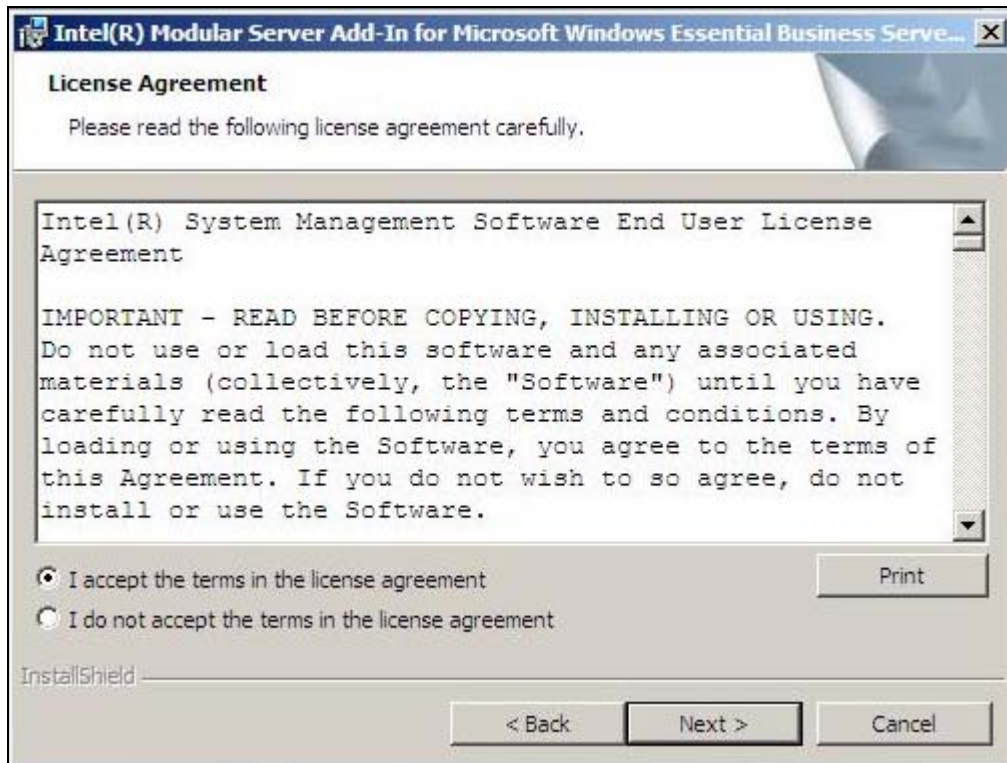 Intel(R) Modular Server Add-In for Microsoft Windows Essential Business Serve...
License Agreement
Please read the following license agreement carefully.
Intel(R) System Management Software End User License
Agreement
IMPORTANT - READ BEFORE COPYING, INSTALLING OR USING.
Do not use or load this software and any associated
materials (collectively, the "Software") until you have
carefully read the following terms and conditions. By
loading or using the Software, you agree to the terms of
this Agreement. If you do not wish to so agree, do not
install or use the Software.
I accept the terms in the license agreement
Print
I do not accept the terms in the license agreement
InstallShield
< Back
Next >
Cancel